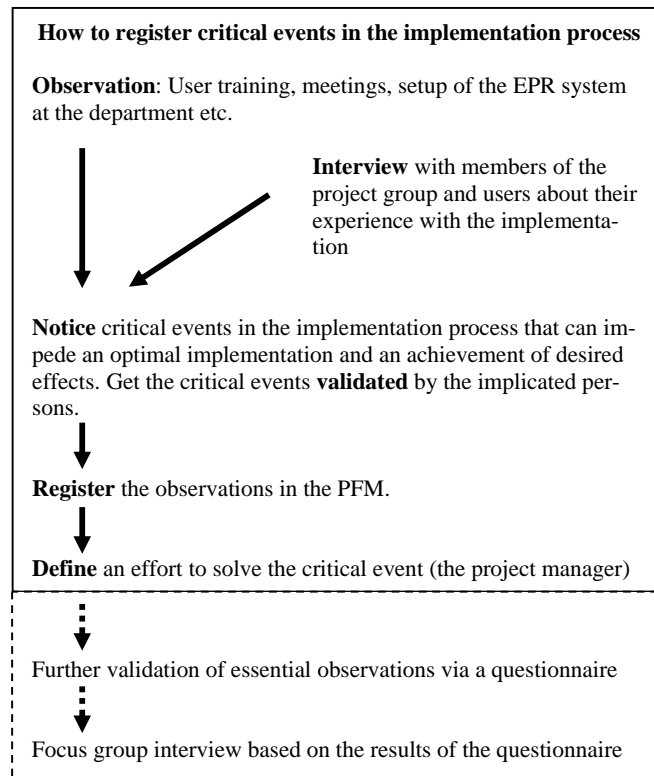 How to register critical events in the implementation process
Observation: User training, meetings, setup of the EPR system
at the department etc.
Interview with members of the
project group and users about their
experience with the implementa-
tion
Notice critical events in the implementation process that can im-
pede an optimal implementation and an achievement of desired
effects. Get the critical events validated by the implicated per-
sons.
Register the observations in the PFM.
Define an effort to solve the critical event (the project manager)
Further validation of essential observations via a questionnaire
Focus group interview based on the results of the questionnaire